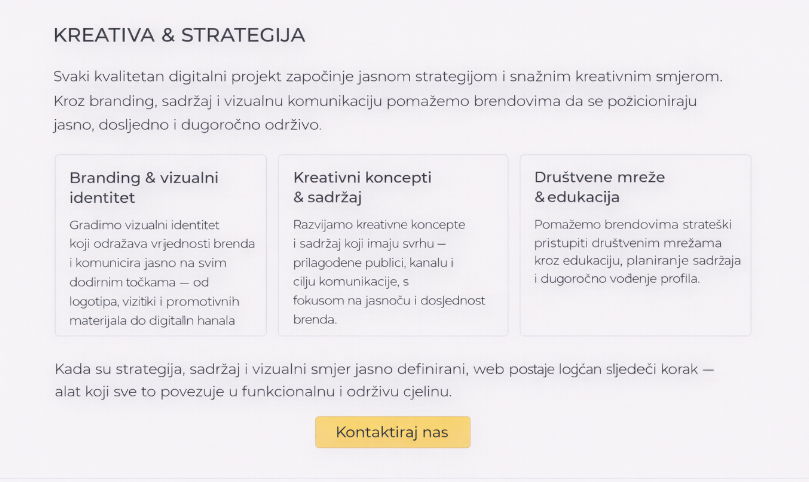 KREATIVA & STRATEGIJA
Svaki kvalitetan digitalni projekt započinje jasnom strategijom i snažnim kreativnim smjerom.
Kroz branding, sadržaj i vizualnu komunikaciju pomažemo brendovima da se požicioniraju
jasno, dosljedno i dugoročno održivo.
Branding & vizualni
identitet
Gradimo vizualni identitet
koji odražava vrijednosti brenda
i komunicira jasno na svim
dodirnim točkama — od
logotipa, vizitiki i promotivnih
materijala do digitalln hanala
Kreativni koncepti
& sadržaj
Razvijamo kreativne koncepte
i sadržaj koji imaju svrhu —
prilagođene publici, kanalu i
cilju komunikacije, s
fokusom na jasnoču i dosljednost
brenda.
Društvene mreže
& edukacija
Pomažemo brendovima strateški
pristupiti društvenim mrežama
kroz edukaciju, planiranje sadržaja
i dugoročno vođenje profila.
Kada su strategija, sadržaj i vizualni smjer jasno definirani, web postaje logićan sljedeči korak —
alat koji sve to povezuje u funkcionalnu i održivu cjelinu.
Kontaktiraj nas